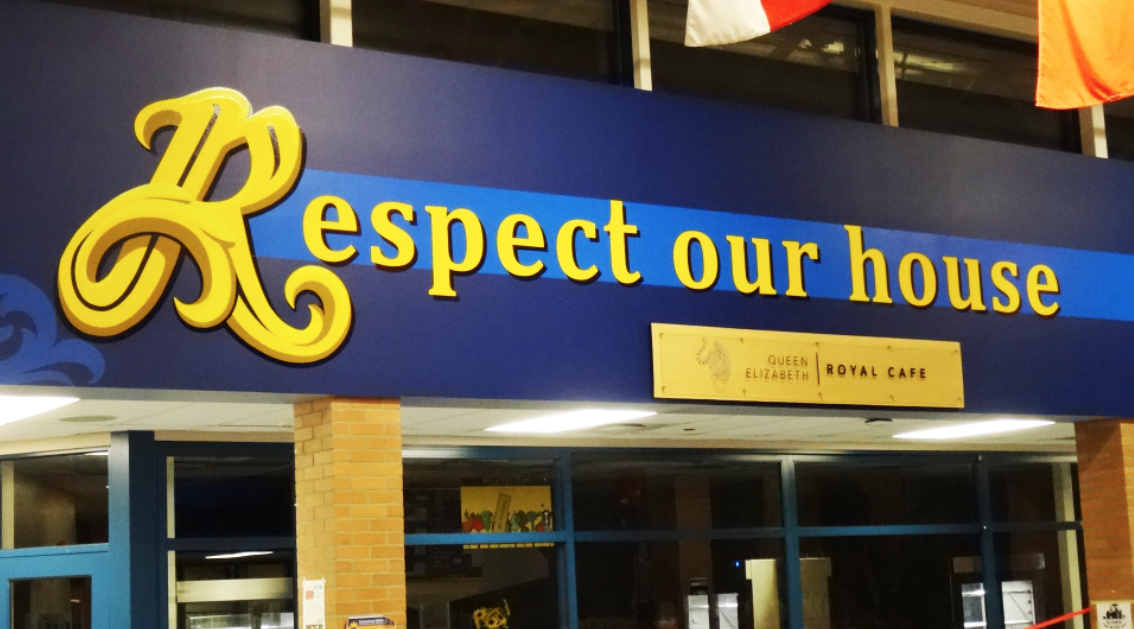 Respect our house
QUEEN
ELIZABETH
ROYAL CAFE